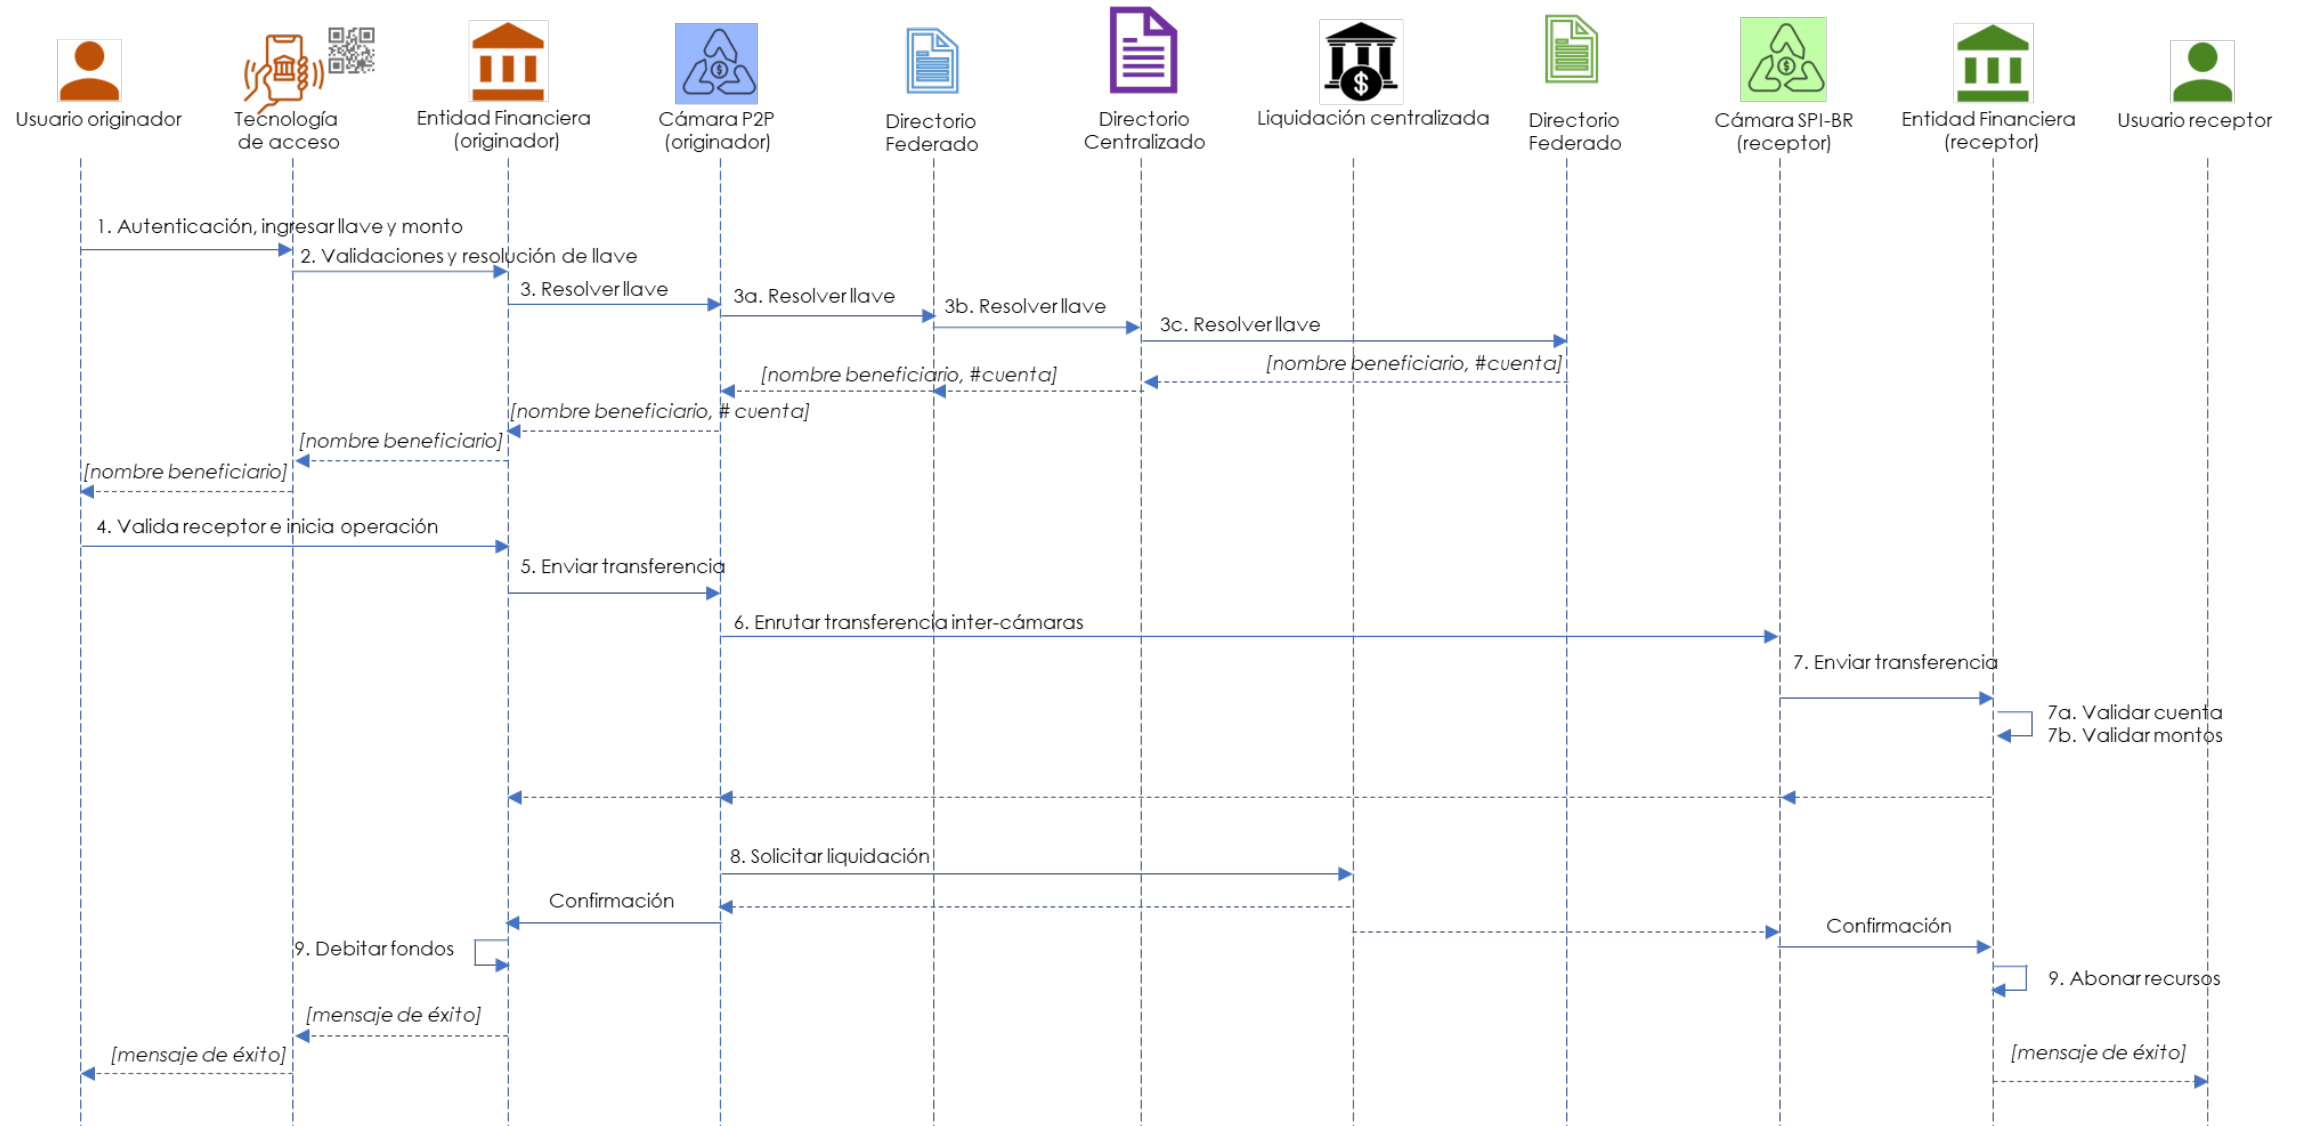 Usuario originador
Tecnología
de acceso
Entidad Financiera
(originador)
Cámara P2P
(originador)
Directorio
Federado
Directorio
Centralizado
Liquidación centralizada
Directorio
Federado
Cámara SPI-BR
(receptor)
Entidad Financiera
(receptor)
Usuario receptor
1. Autenticación, ingresar llave y monto
2. Validaciones y resolución de llave
3. Resolver llave
3a. Resolver llave
3b. Resolver llave
3c. Resolver llave
[nombre beneficiario, #cuenta]
[nombre beneficiario, #cuenta]
[nombre beneficiario, # cuenta]
[nombre beneficiario]
[nombre beneficiario]
4. Valida receptor e inicia operación
5. Enviar transferencia
6. Enrutar transferencia inter-cámaras
7. Enviar transferencia
7a. Validar cuenta
7b. Validar montos
8. Solicitar liquidación
Confirmación
Confirmación
9. Debitar fondos
9. Abonar recursos
[mensaje de éxito]
[mensaje de éxito]
[mensaje de éxito]